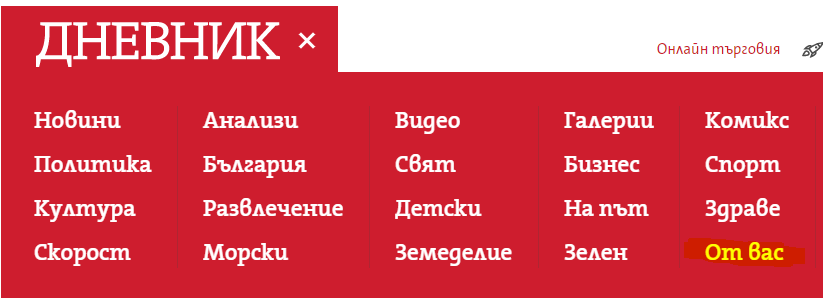 ДНЕВНИК ×
Онлайн търговия
Новини Анализи Видео Галерии Комикс
Политика България Свят Бизнес Спорт
Култура Развлечение Детски На път Здраве
Скорост Морски Земеделие Зелен От вас